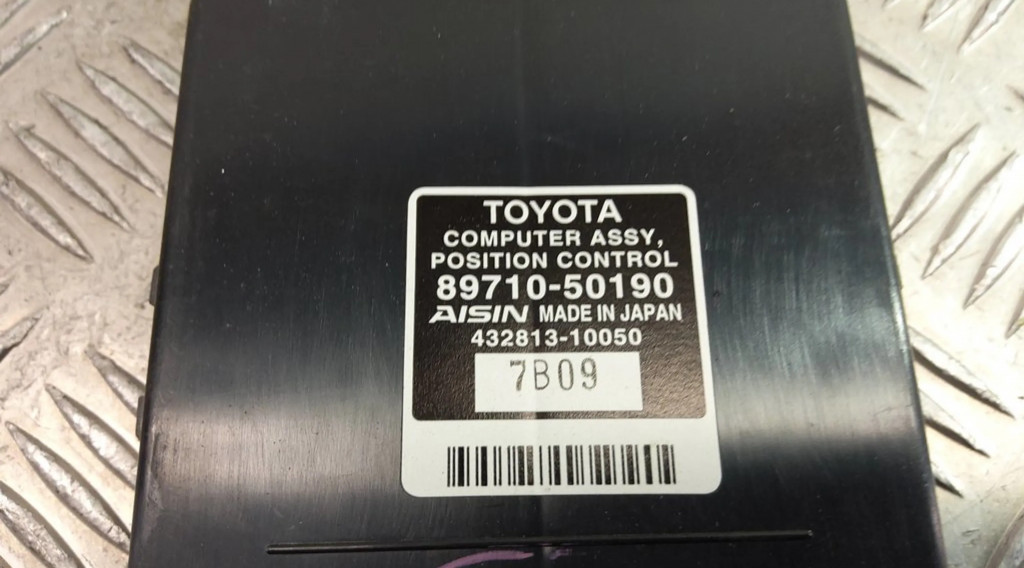 TOYOTA
COMPUTER ASSY,
POSITION CONTROL
89710-50190
AISIN MADE IN JAPAN
432813-10050
7B09